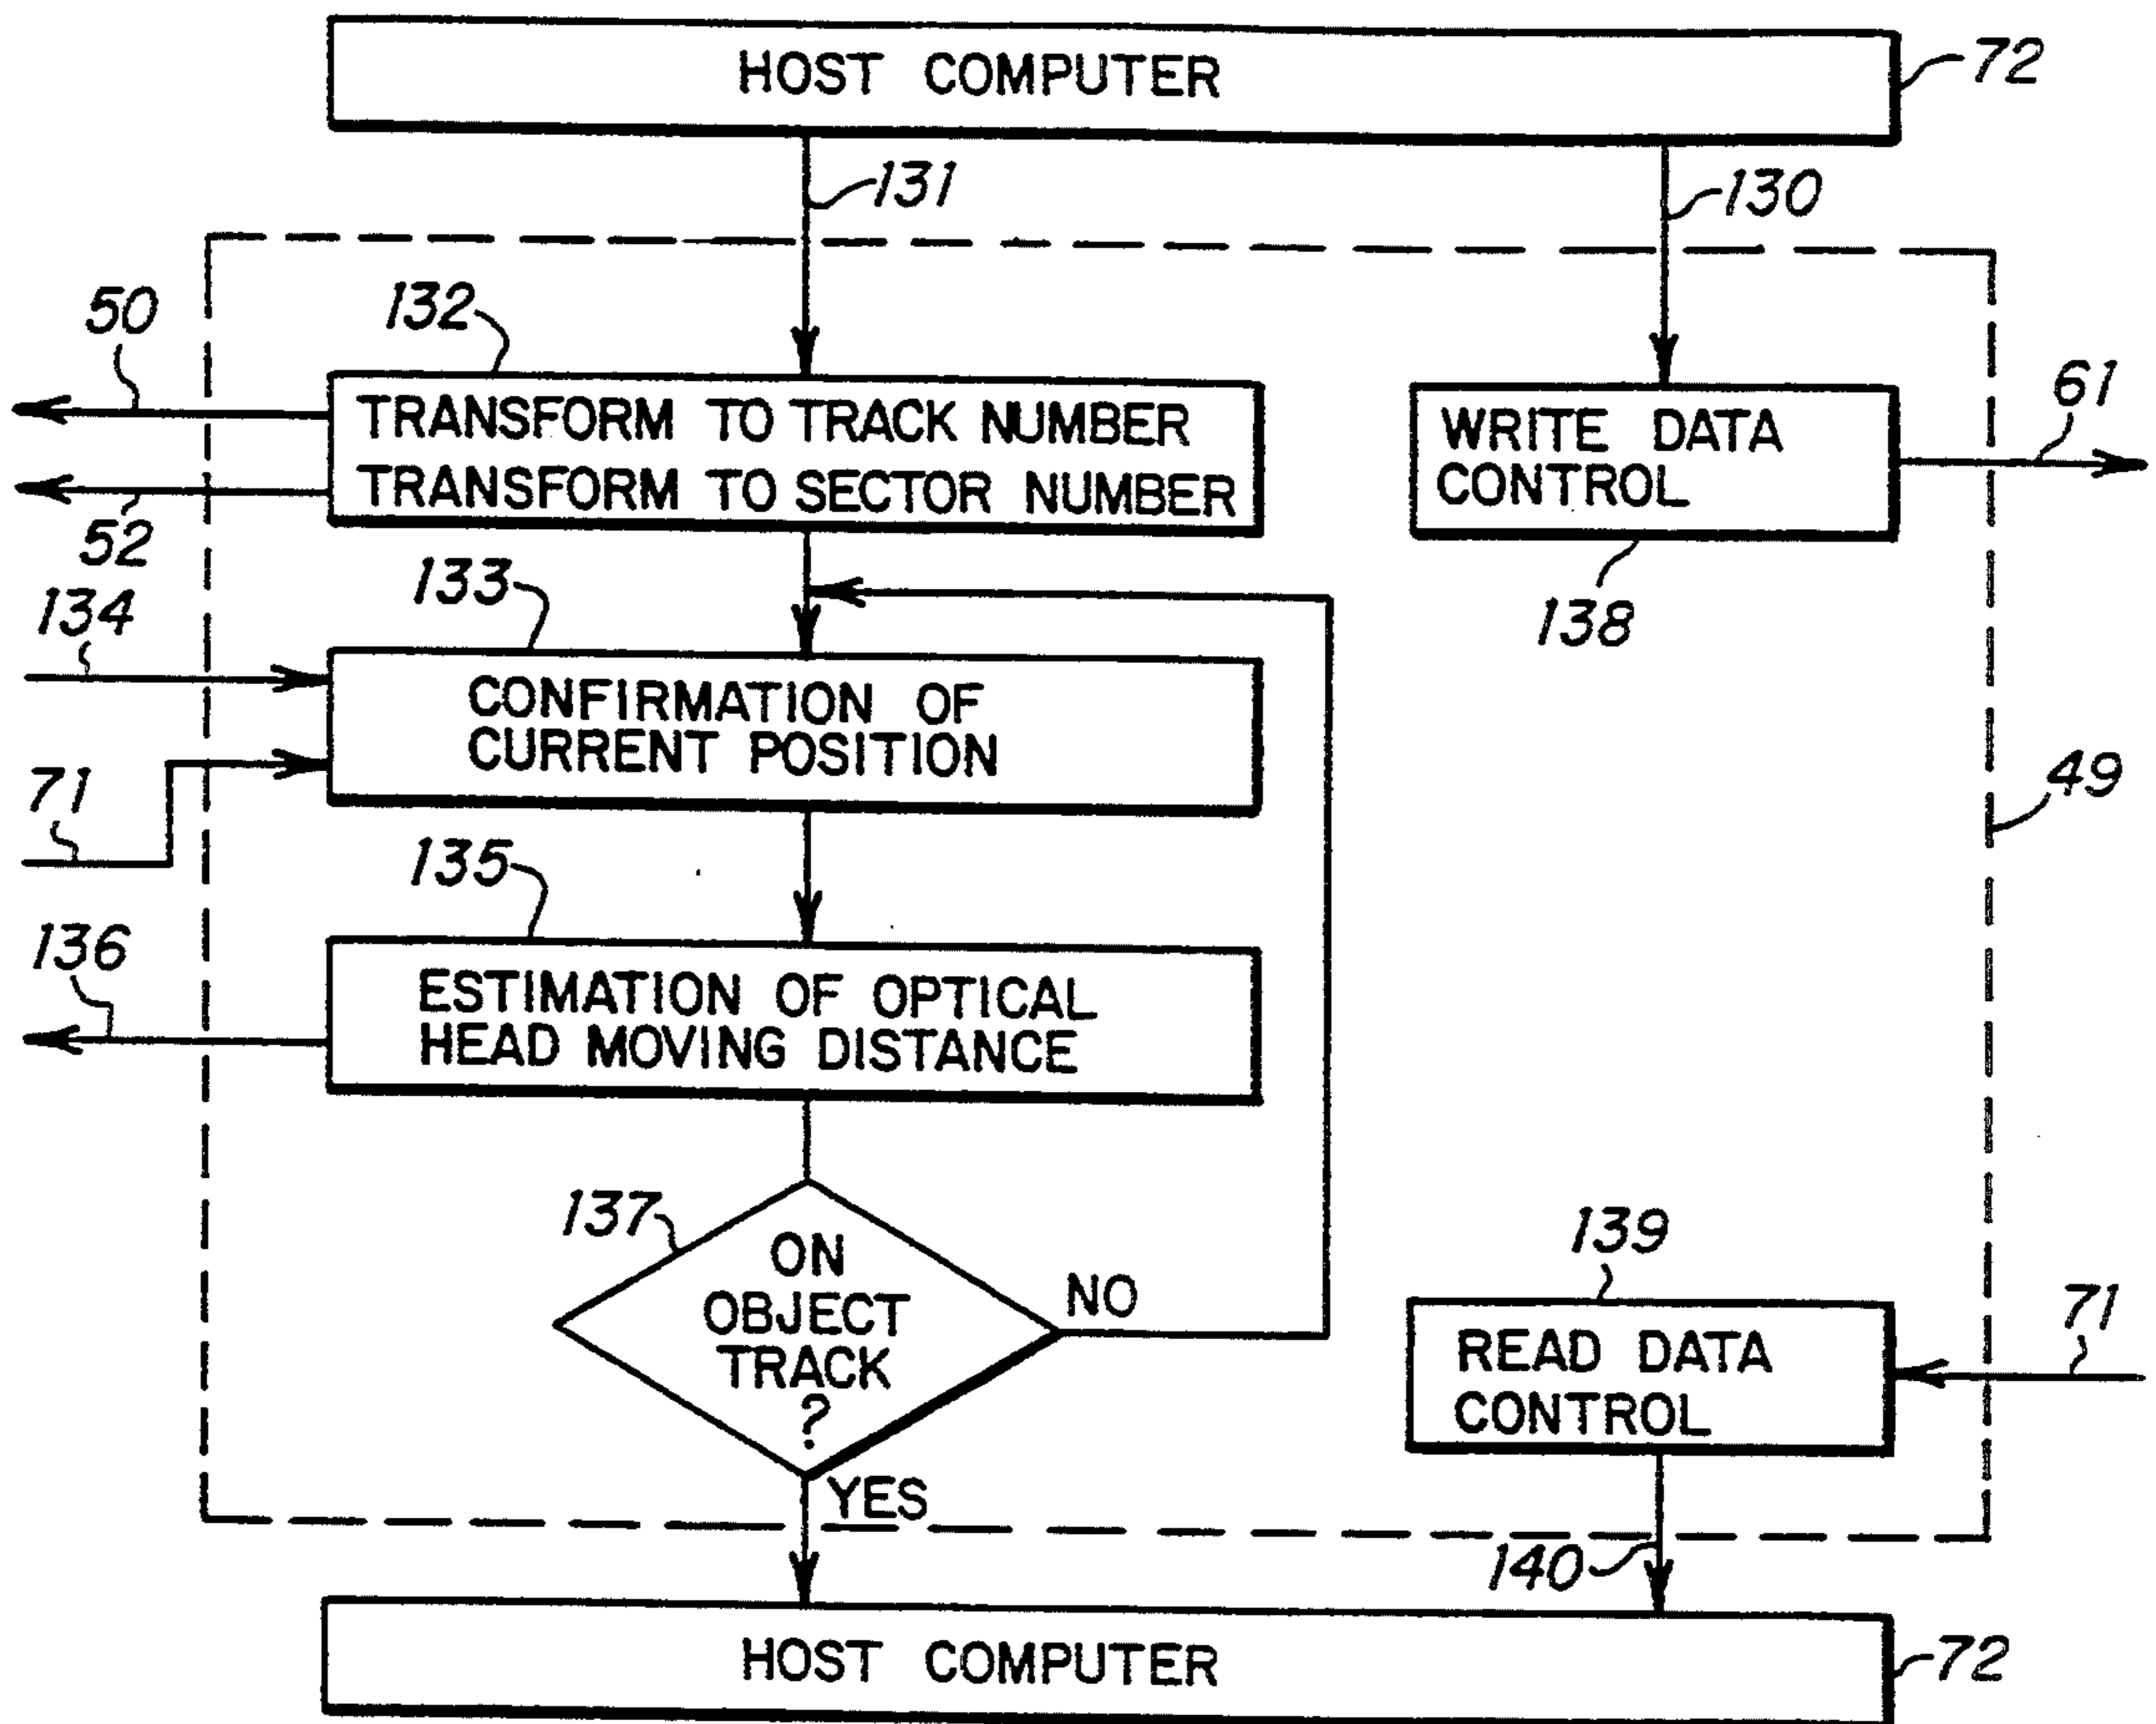 HOST COMPUTER
72
131
130
50
132
61
TRANSFORM TO TRACK NUMBER
TRANSFORM TO SECTOR NUMBER
WRITE DATA
CONTROL
52
133
134
138
CONFIRMATION OF
CURRENT POSITION
71
49
135
136
ESTIMATION OF OPTICAL
HEAD MOVING DISTANCE
137
ON
OBJECT
TRACK
?
NO
139
71
READ DATA
CONTROL
YES
140
HOST COMPUTER
72